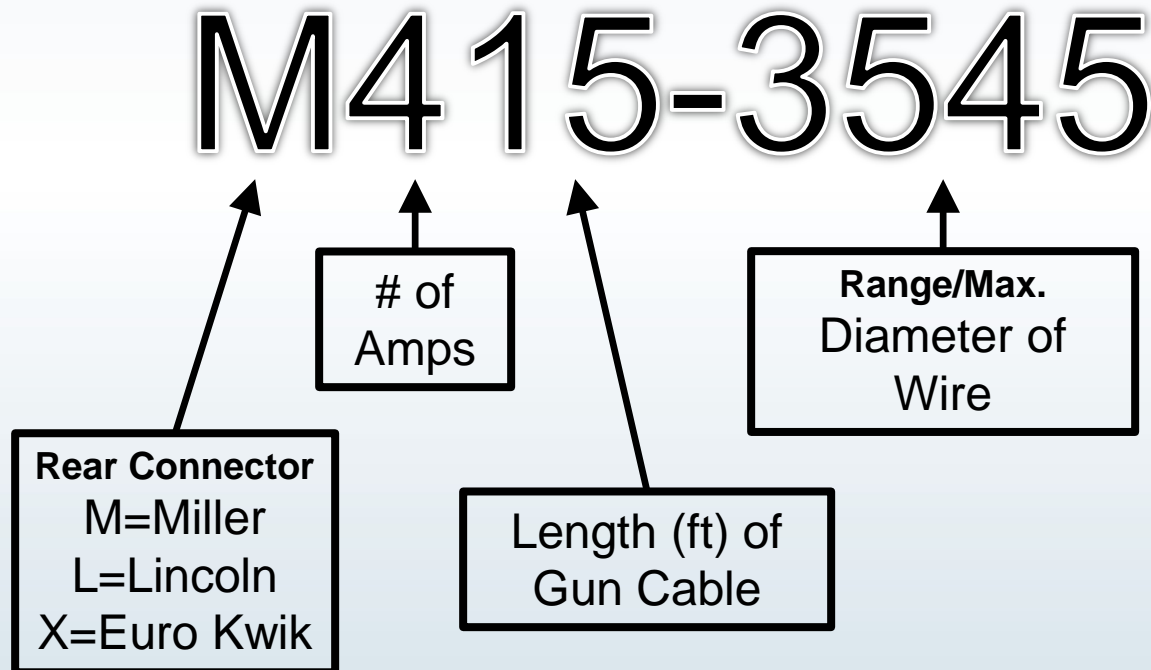 M415-3545
# of
Amps
Range/Max.
Diameter of
Wire
Rear Connector
M=Miller
L=Lincoln
X=Euro Kwik
Length (ft) of
Gun Cable